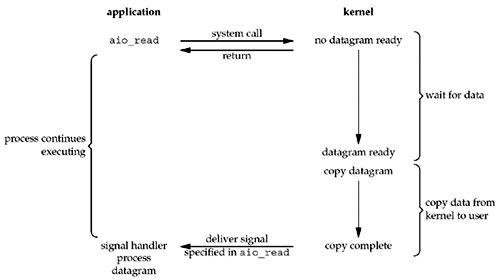 application
kernel
aio_read
system call
no datagram ready
return
wait for data
process continues
executing
datagram ready
copy datagram
copy data from
kernel to user
signal handler
process
datagram
deliver signal
specified in aio_read
copy complete